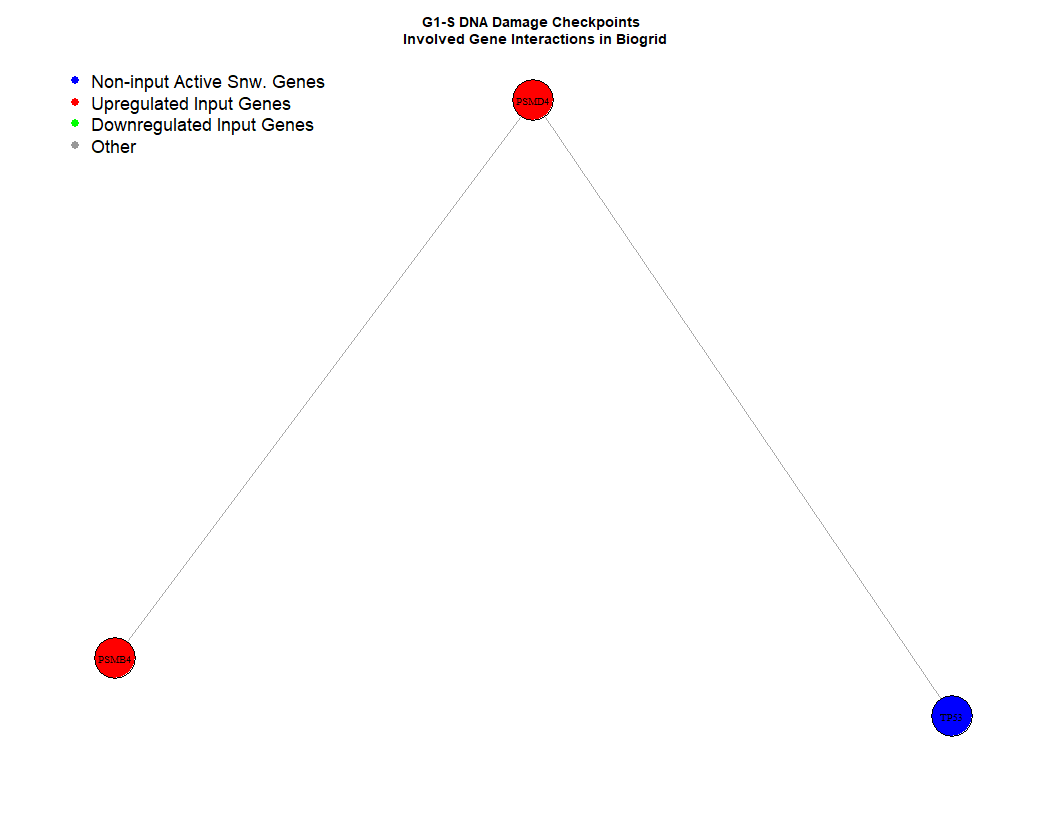 G1-S DNA Damage Checkpoints
Involved Gene Interactions in Biogrid
Non-input Active Snw. Genes
Upregulated Input Genes
Downregulated Input Genes
Other
PSMD4
PSMB4
TP53